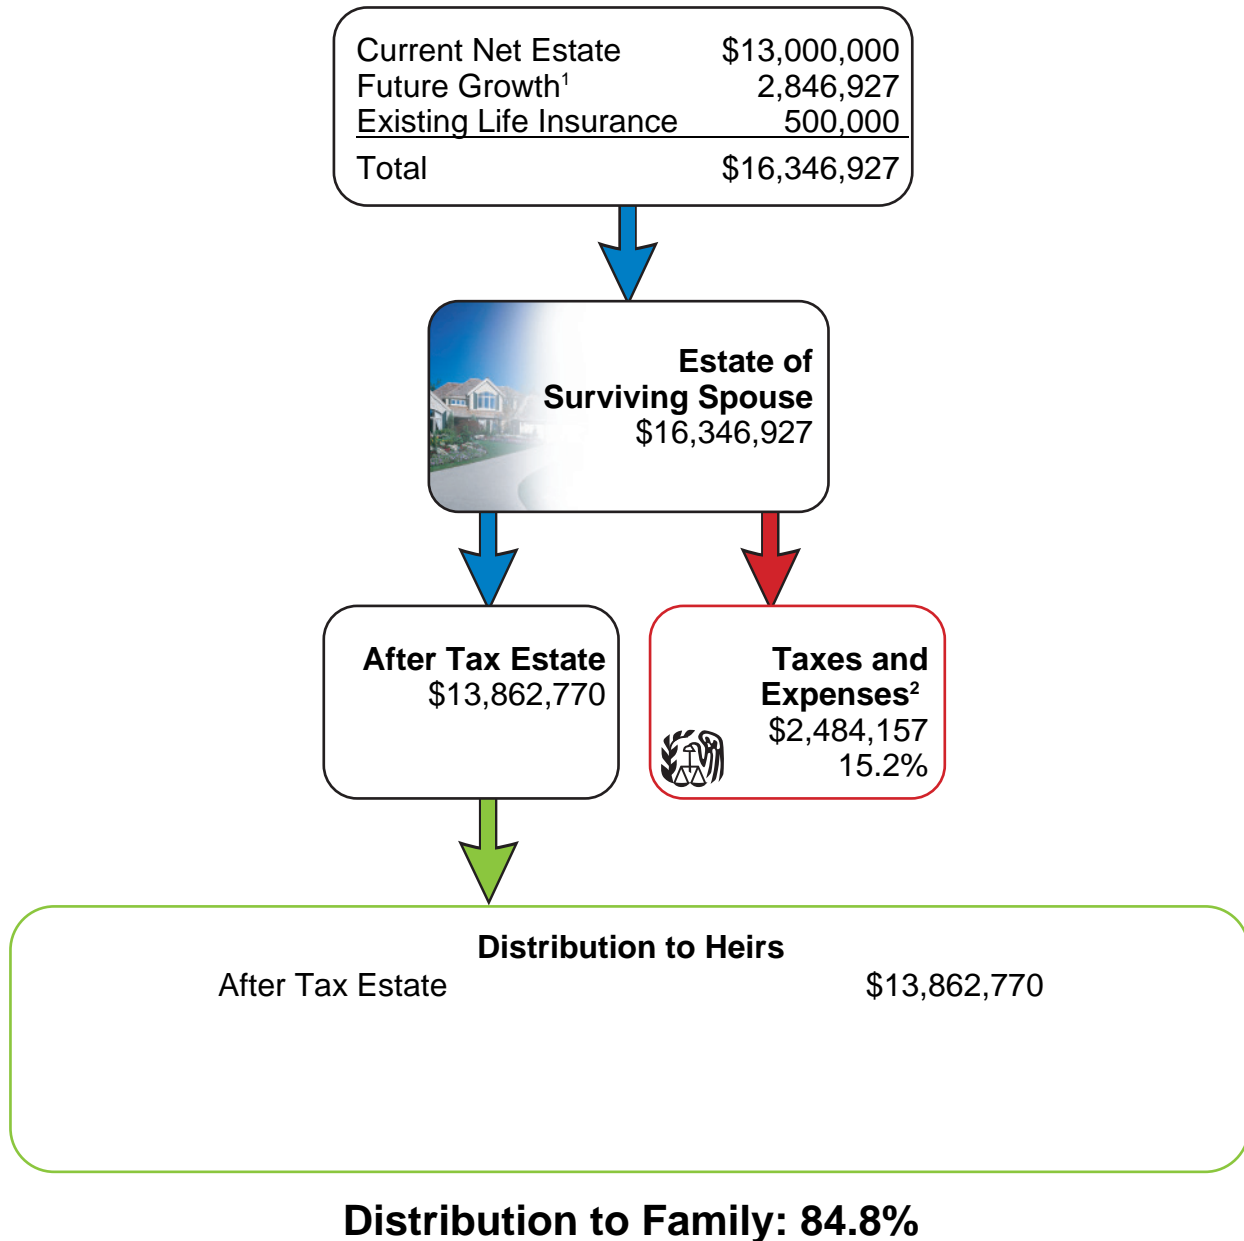 Current Net Estate $13,000,000
Future Growth¹ 2,846,927
Existing Life Insurance 500,000
Total $16,346,927
Estate of
Surviving Spouse
$16,346,927
After Tax Estate
$13,862,770
Taxes and
Expenses²
$2,484,157
15.2%
Distribution to Heirs
After Tax Estate $13,862,770
Distribution to Family: 84.8%